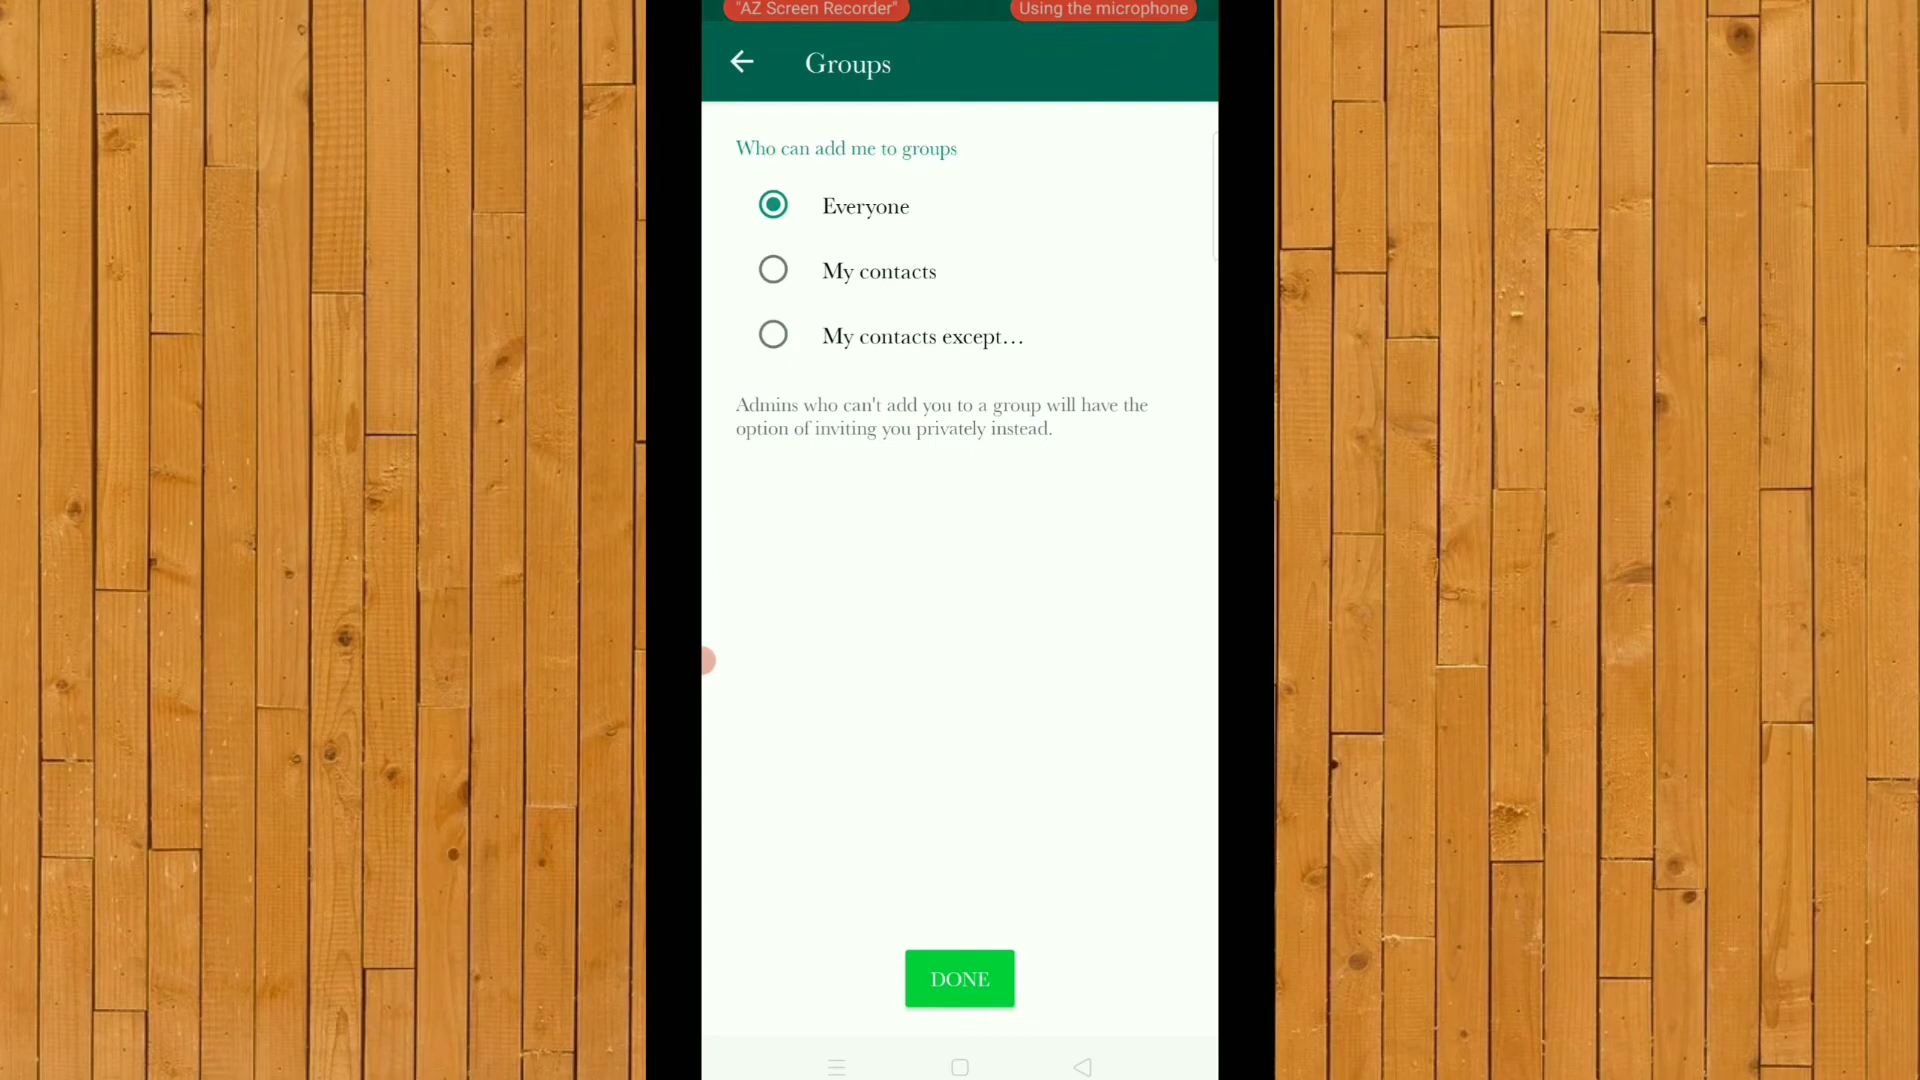 "AZ Screen Recorder"
Using the microphone
Groups
Who can add me to groups
Everyone
My contacts
My contacts except...
Admins who can't add you to a group will have the
option of inviting you privately instead.
DONE